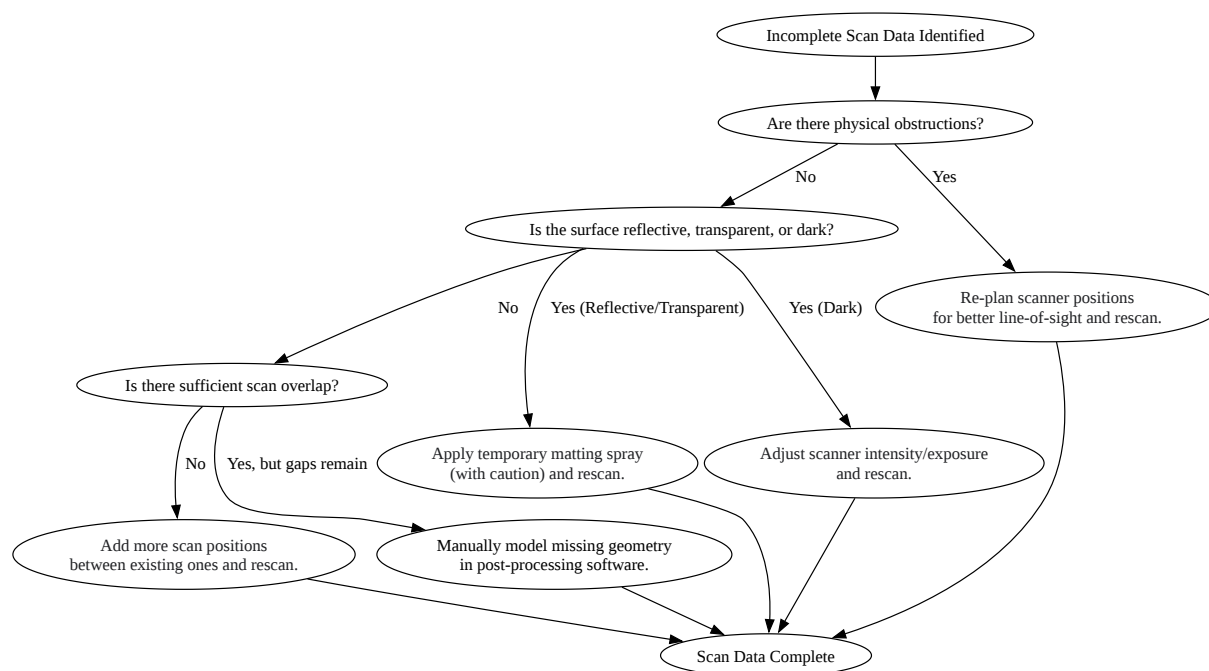 Incomplete Scan Data Identified
Are there physical obstructions?
No
Yes
Is the surface reflective, transparent, or dark?
No
Yes (Reflective/Transparent)
Yes (Dark)
Re-plan scanner positions
for better line-of-sight and rescan.
Is there sufficient scan overlap?
No
Yes, but gaps remain
Apply temporary matting spray
(with caution) and rescan.
Adjust scanner intensity/exposure
and rescan.
Add more scan positions
between existing ones and rescan.
Manually model missing geometry
in post-processing software.
Scan Data Complete